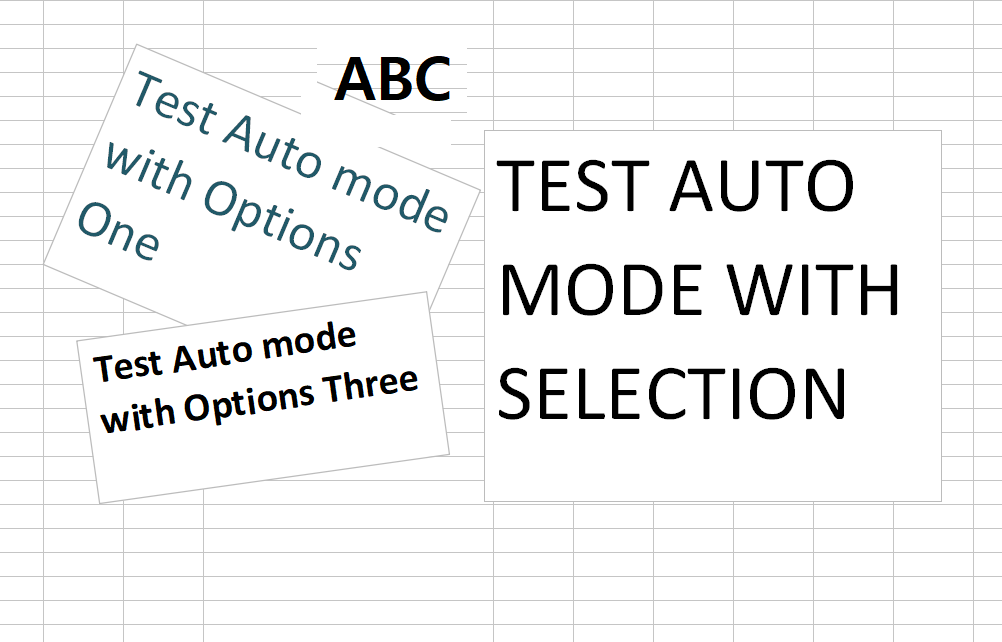 ABC
Test Auto mode
with Options
One
Test Auto mode
with Options Three
TEST AUTO
MODE WITH
SELECTION